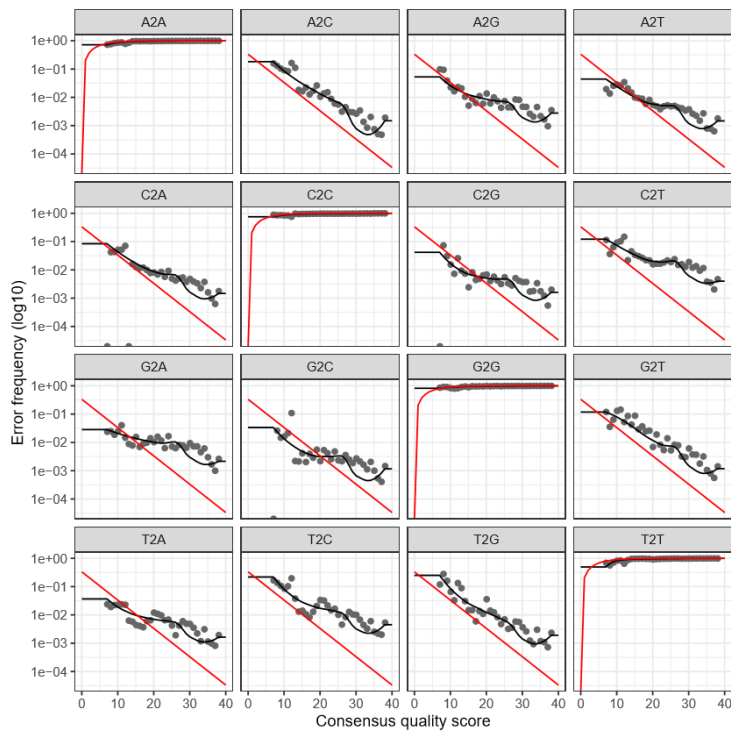 A2A A2C A2G A2T
1e+00
1e-01
1e-02
1e-03
1e-04
C2A C2C C2G C2T
1e+00
1e-01
1e-02
1e-03
1e-04
G2A G2C G2G G2T
1e+00
1e-01
1e-02
1e-03
1e-04
T2A T2C T2G T2T
1e+00
1e-01
1e-02
1e-03
1e-04
0 10 20 30 40 0 10 20 30 40 0 10 20 30 40 0 10 20 30 40
Consensus quality score
Error frequency (log10)